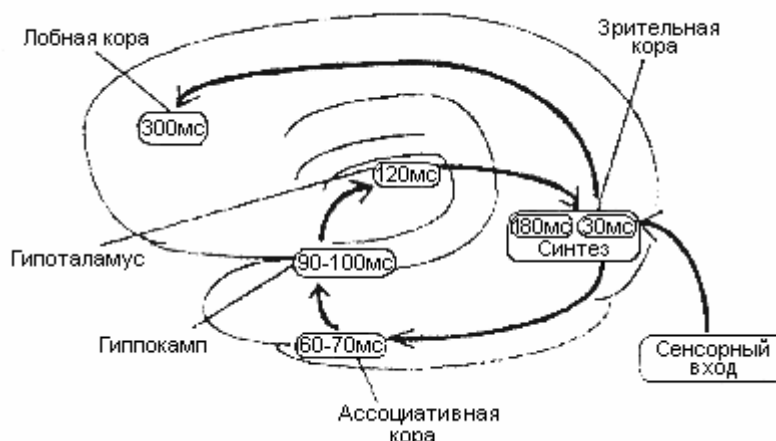 Лобная кора
Зрительная
кора
300мс
120мс
180мс 30мс
Синтез
Гипоталамус
90-100мс
Гиппокамп
60-70мс
Сенсорный
вход
Ассоциативная
кора